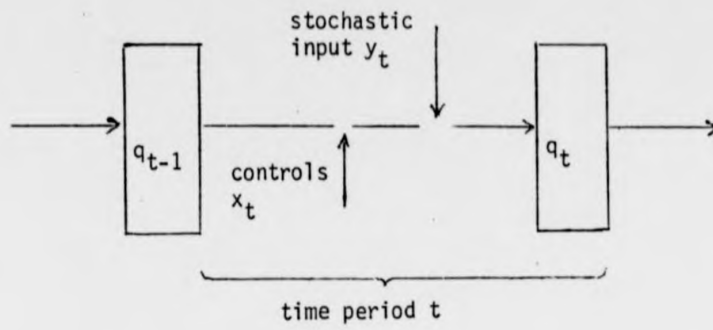 stochastic
input y_t
q_{t-1}
q_t
controls
x_t
time period t